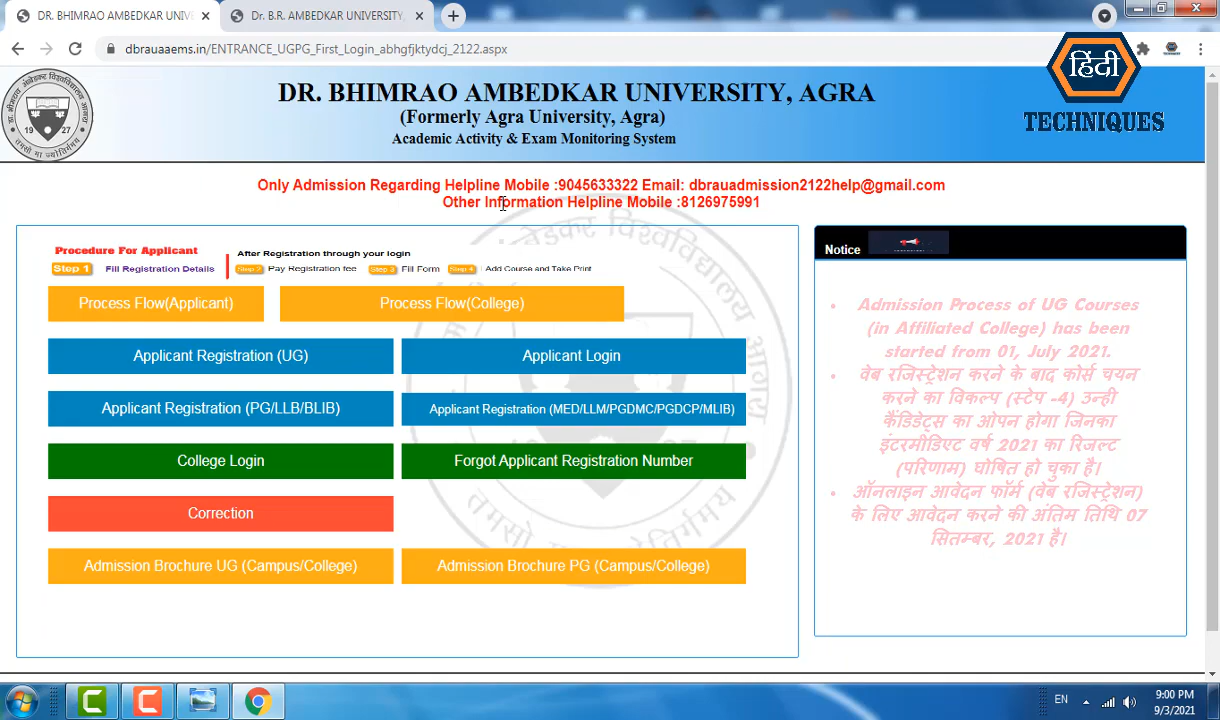 DR. BHIMRAO AMBEDKAR UNIVE
Dr. B.R. AMBEDKAR UNIVERSITY,
dbrauaaems.in/ENTRANCE_UGPG_First_Login_abhgfjktydcj_2122.aspx
हिंदी
TECHNIQUES
1927
DR. BHIMRAO AMBEDKAR UNIVERSITY, AGRA
(Formerly Agra University, Agra)
Academic Activity & Exam Monitoring System
Only Admission Regarding Helpline Mobile :9045633322 Email: dbrauadmission2122help@gmail.com
Other Information Helpline Mobile :8126975991
Procedure For Applicant
After Registration through your login
Step 1 Fill Registration Details
Step 2 Pay Registration fee Step 3 Fill Form Step 4 Add Course and Take Print
Process Flow(Applicant) Process Flow(College)
Applicant Registration (UG) Applicant Login
Applicant Registration (PG/LLB/BLIB) Applicant Registration (MED/LLM/PGDMC/PGDCP/MLIB)
College Login Forgot Applicant Registration Number
Correction
Admission Brochure UG (Campus/College) Admission Brochure PG (Campus/College)
Notice
• Admission Process of UG Courses
(in Affiliated College) has been
started from 01, July 2021.
• वेब रजिस्ट्रेशन करने के बाद कोर्स चयन
करने का विकल्प (स्टेप -4) उन्ही
कैंडिडेट्स का ओपन होगा जिनका
इंटरमीडिएट वर्ष 2021 का रिजल्ट
(परिणाम) घोषित हो चुका है।
• ऑनलाइन आवेदन फॉर्म (वेब रजिस्ट्रेशन)
के लिए आवेदन करने की अंतिम तिथि 07
सितम्बर, 2021 है।
EN
9:00 PM
9/3/2021